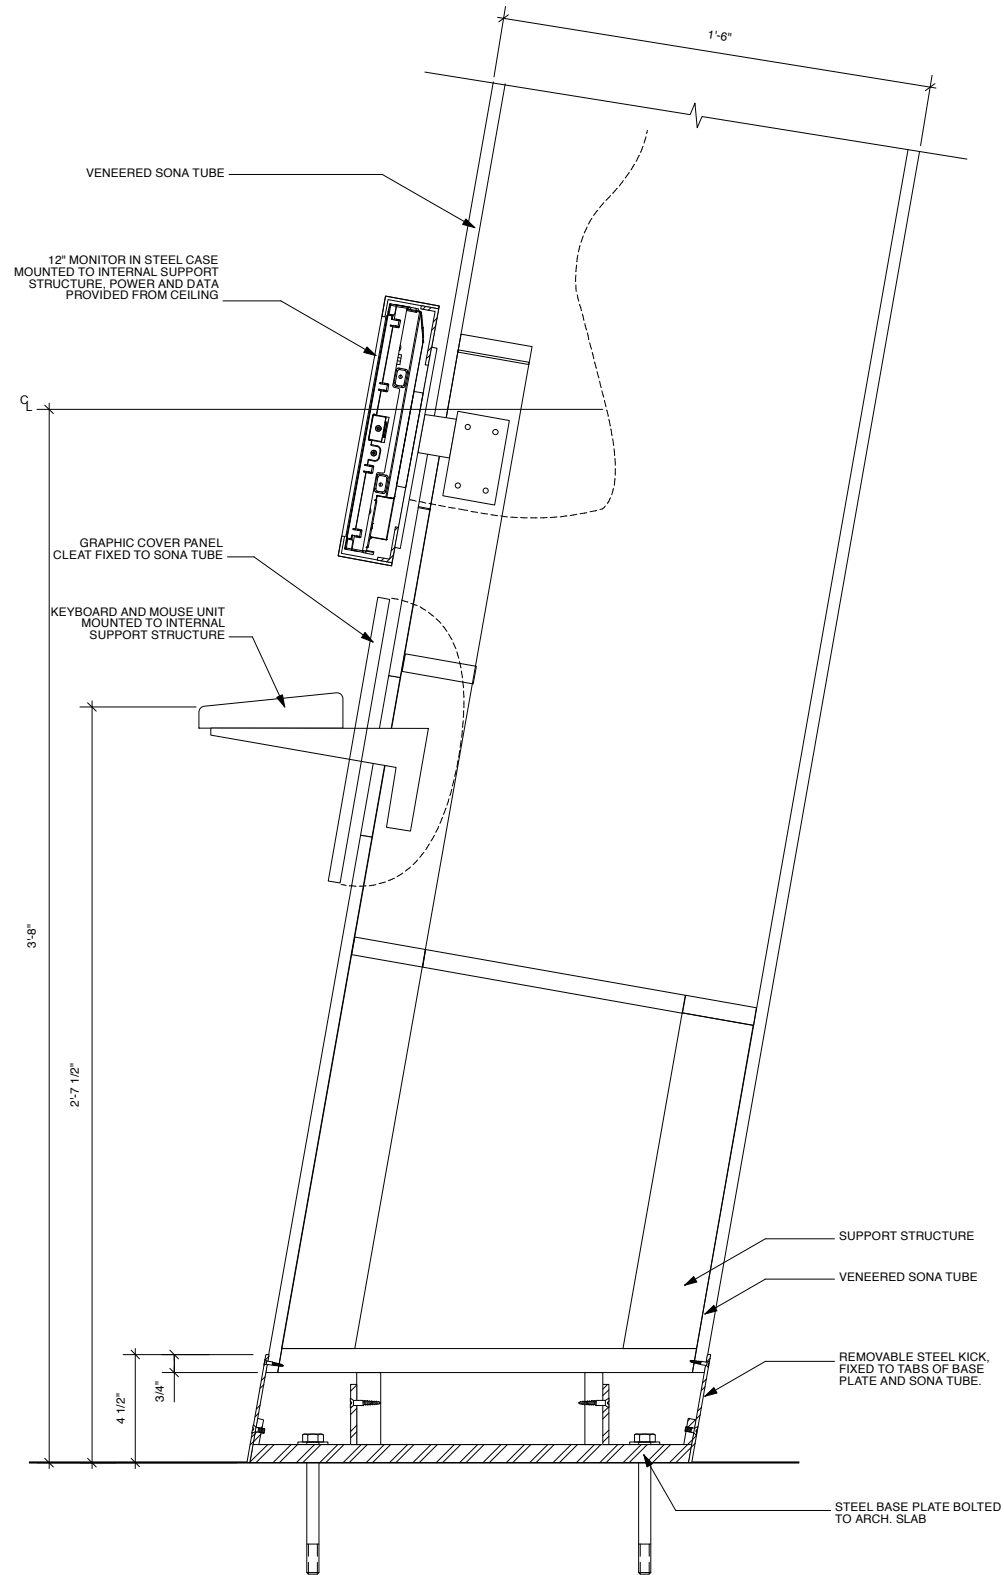 1'-6"
VENEERED SONA TUBE
12" MONITOR IN STEEL CASE
MOUNTED TO INTERNAL SUPPORT
STRUCTURE, POWER AND DATA
PROVIDED FROM CEILING
CL
GRAPHIC COVER PANEL
CLEAT FIXED TO SONA TUBE
KEYBOARD AND MOUSE UNIT
MOUNTED TO INTERNAL
SUPPORT STRUCTURE
3'-8"
2'-7 1/2"
SUPPORT STRUCTURE
VENEERED SONA TUBE
REMOVABLE STEEL KICK,
FIXED TO TABS OF BASE
PLATE AND SONA TUBE.
4 1/2"
3/4"
STEEL BASE PLATE BOLTED
TO ARCH. SLAB